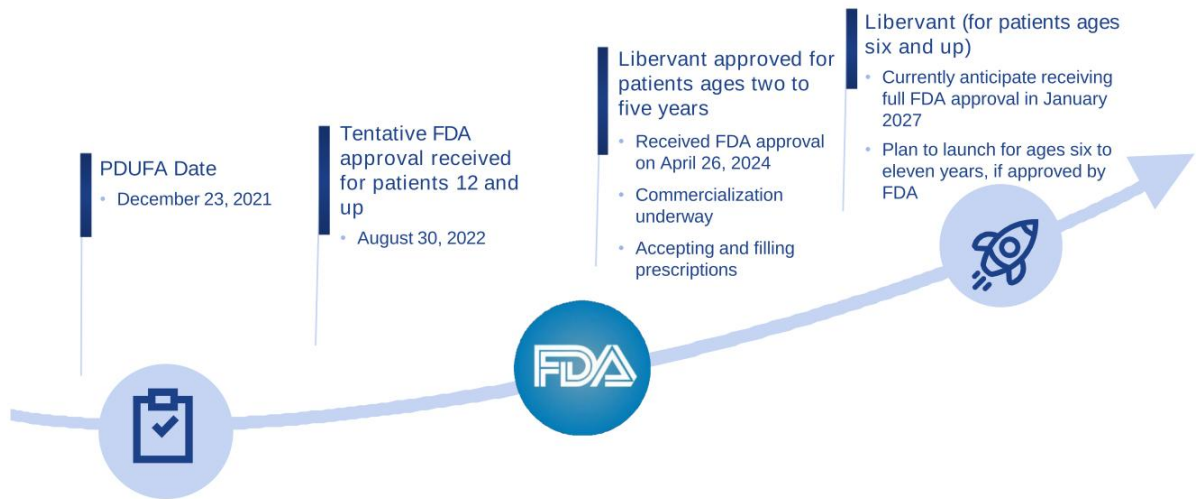 PDUFA Date
• December 23, 2021
Tentative FDA
approval received
for patients 12 and
up
• August 30, 2022
Libervant approved for
patients ages two to
five years
• Received FDA approval
on April 26, 2024
• Commercialization
underway
• Accepting and filling
prescriptions
Libervant (for patients ages
six and up)
• Currently anticipate receiving
full FDA approval in January
2027
• Plan to launch for ages six to
eleven years, if approved by
FDA
FDA